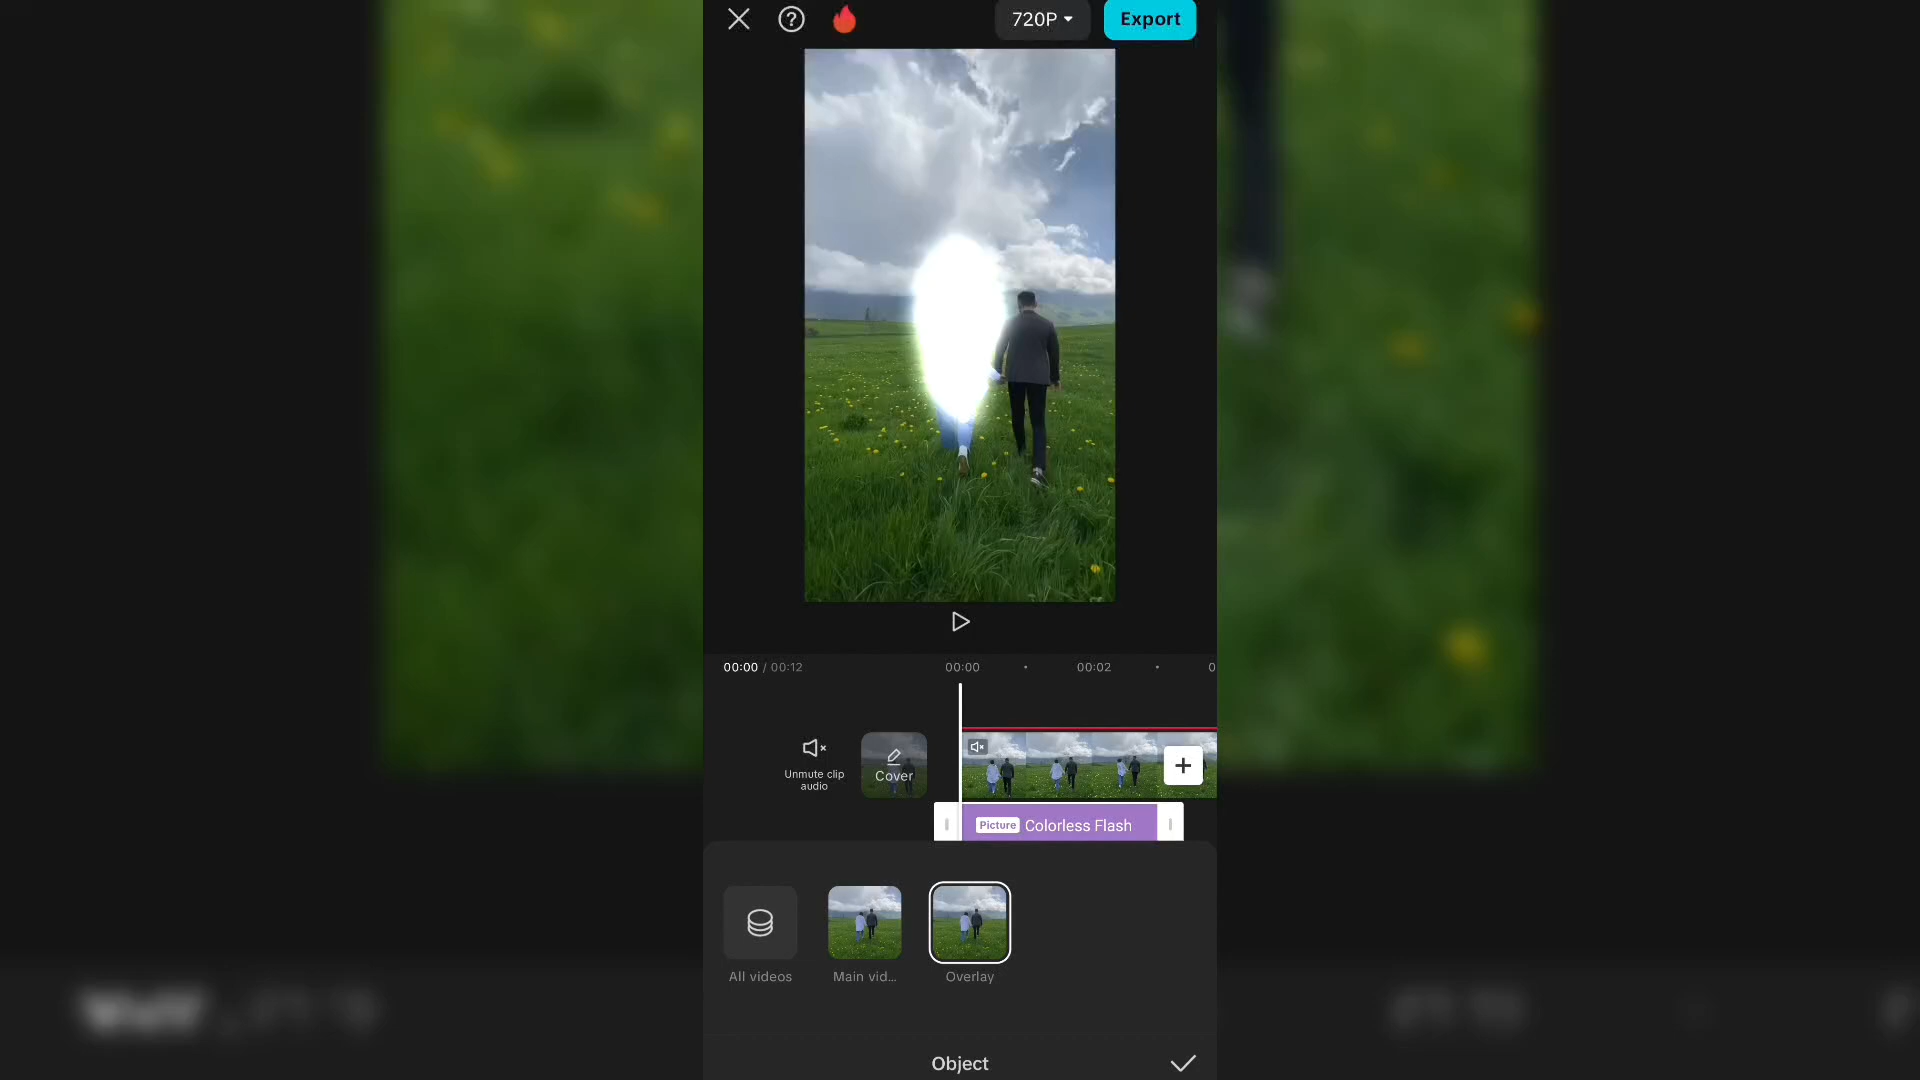 720P
Export
00:00 / 00:12
00:00
00:02
0
Unmute clip
audio
Cover
Picture Colorless Flash
All videos
Main vid...
Overlay
Object